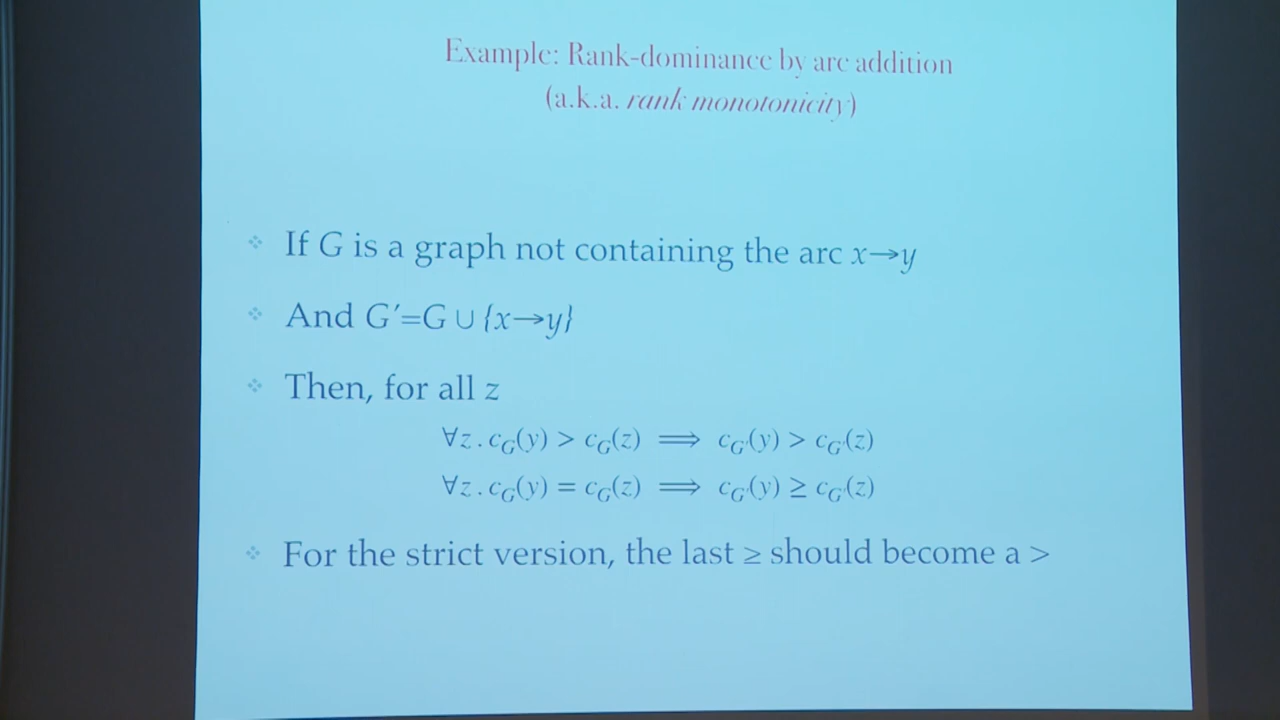 Example: Rank-dominance by arc addition
(a.k.a. rank monotonicity)
If G is a graph not containing the arc x→y
And G′=G ∪ {x→y}
Then, for all z
∀z . c_G(y) > c_G(z) ⟹ c_G′(y) > c_G′(z)
∀z . c_G(y) = c_G(z) ⟹ c_G′(y) ≥ c_G′(z)
For the strict version, the last ≥ should become a >